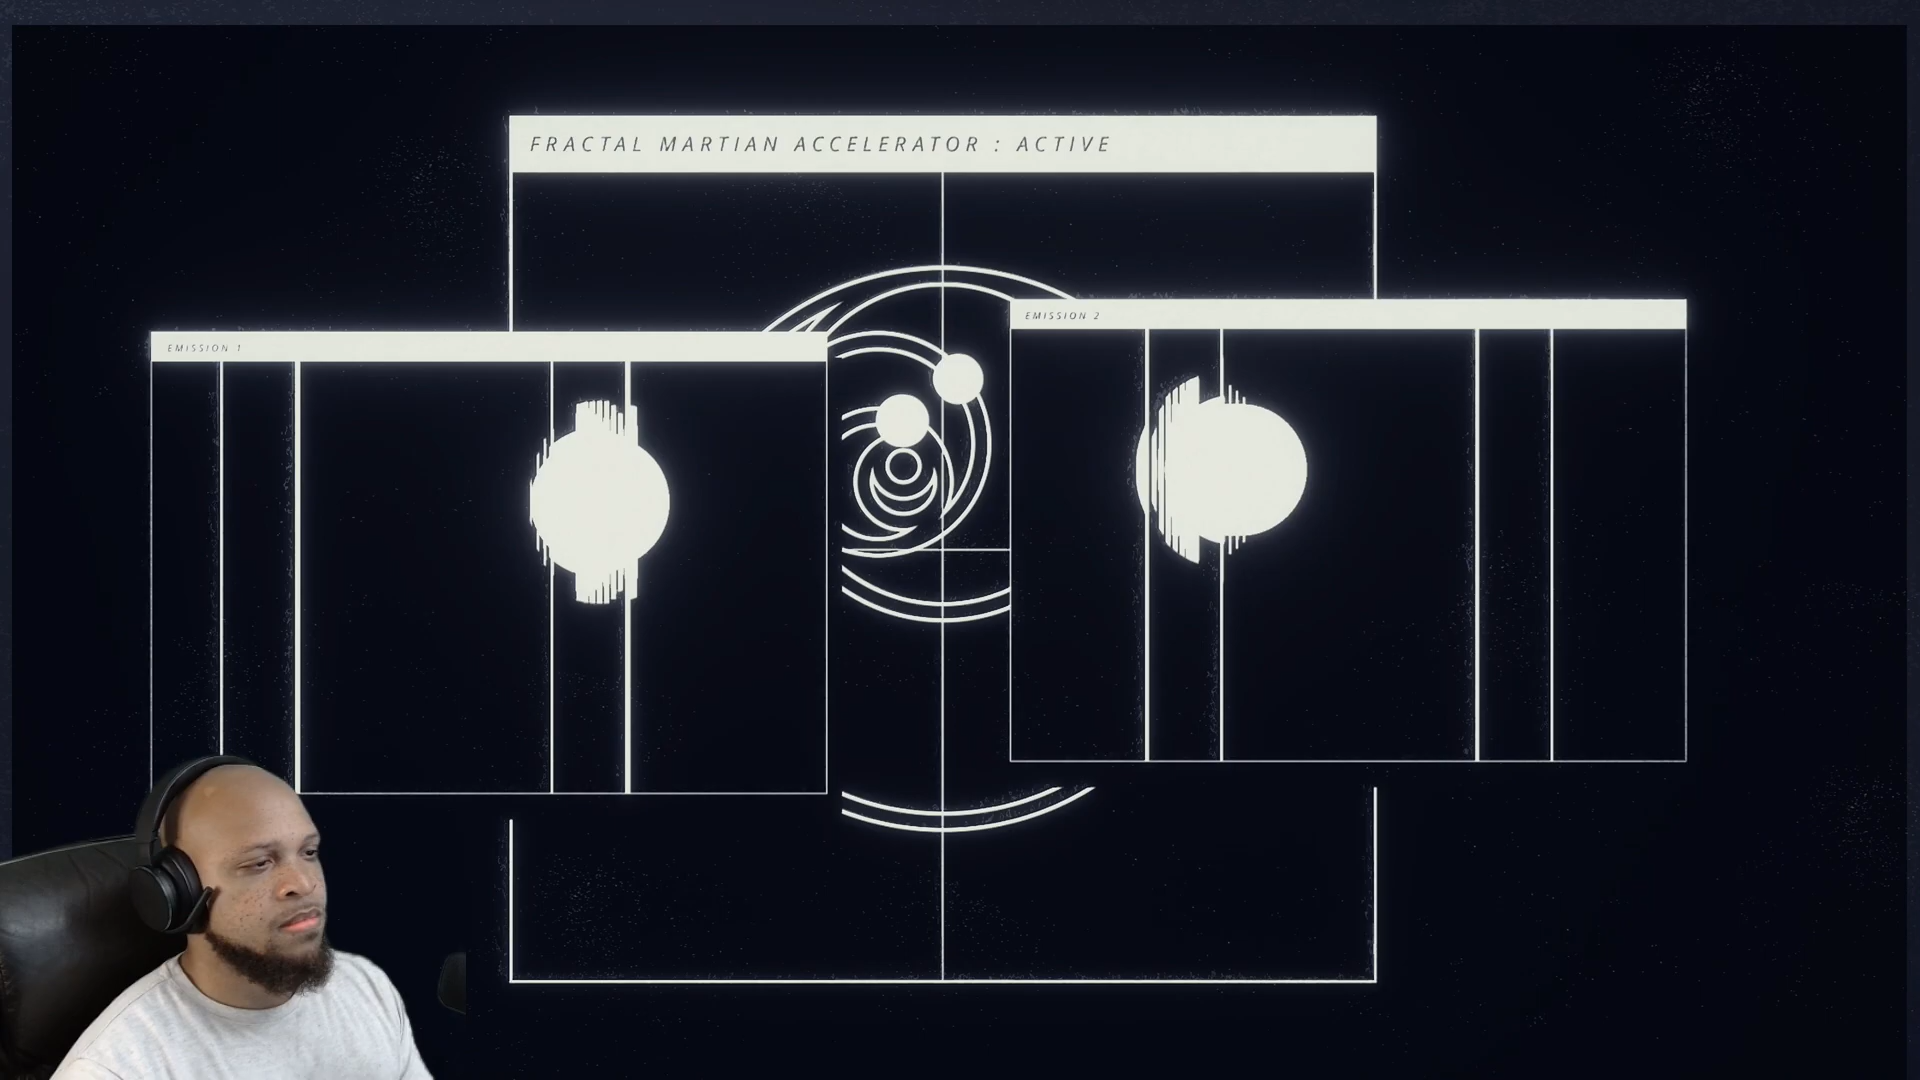 FRACTAL MARTIAN ACCELERATOR : ACTIVE
EMISSION 2
EMISSION 1